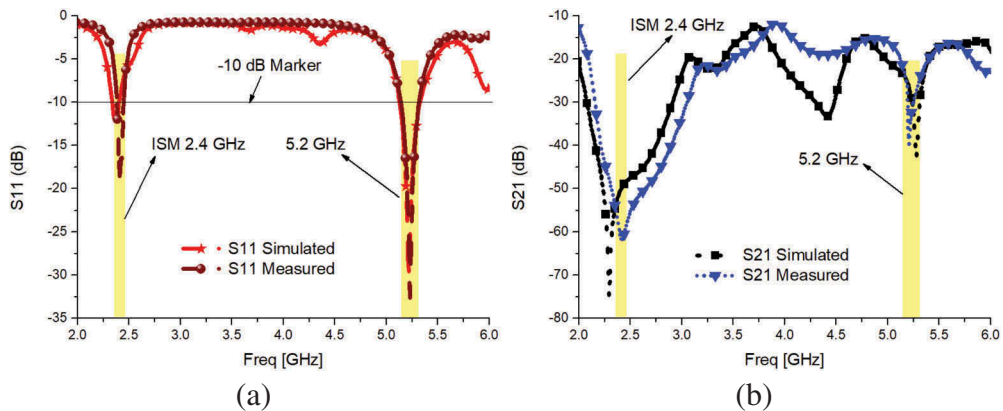 0
-5
-10
-15
-20
-25
-30
-35
S11 (dB)
-10 dB Marker
ISM 2.4 GHz
5.2 GHz
S11 Simulated
S11 Measured
2.0 2.5 3.0 3.5 4.0 4.5 5.0 5.5 6.0
Freq [GHz]
(a)
-10
-20
-30
-40
-50
-60
-70
-80
S21 (dB)
ISM 2.4 GHz
5.2 GHz
S21 Simulated
S21 Measured
2.0 2.5 3.0 3.5 4.0 4.5 5.0 5.5 6.0
Freq [GHz]
(b)